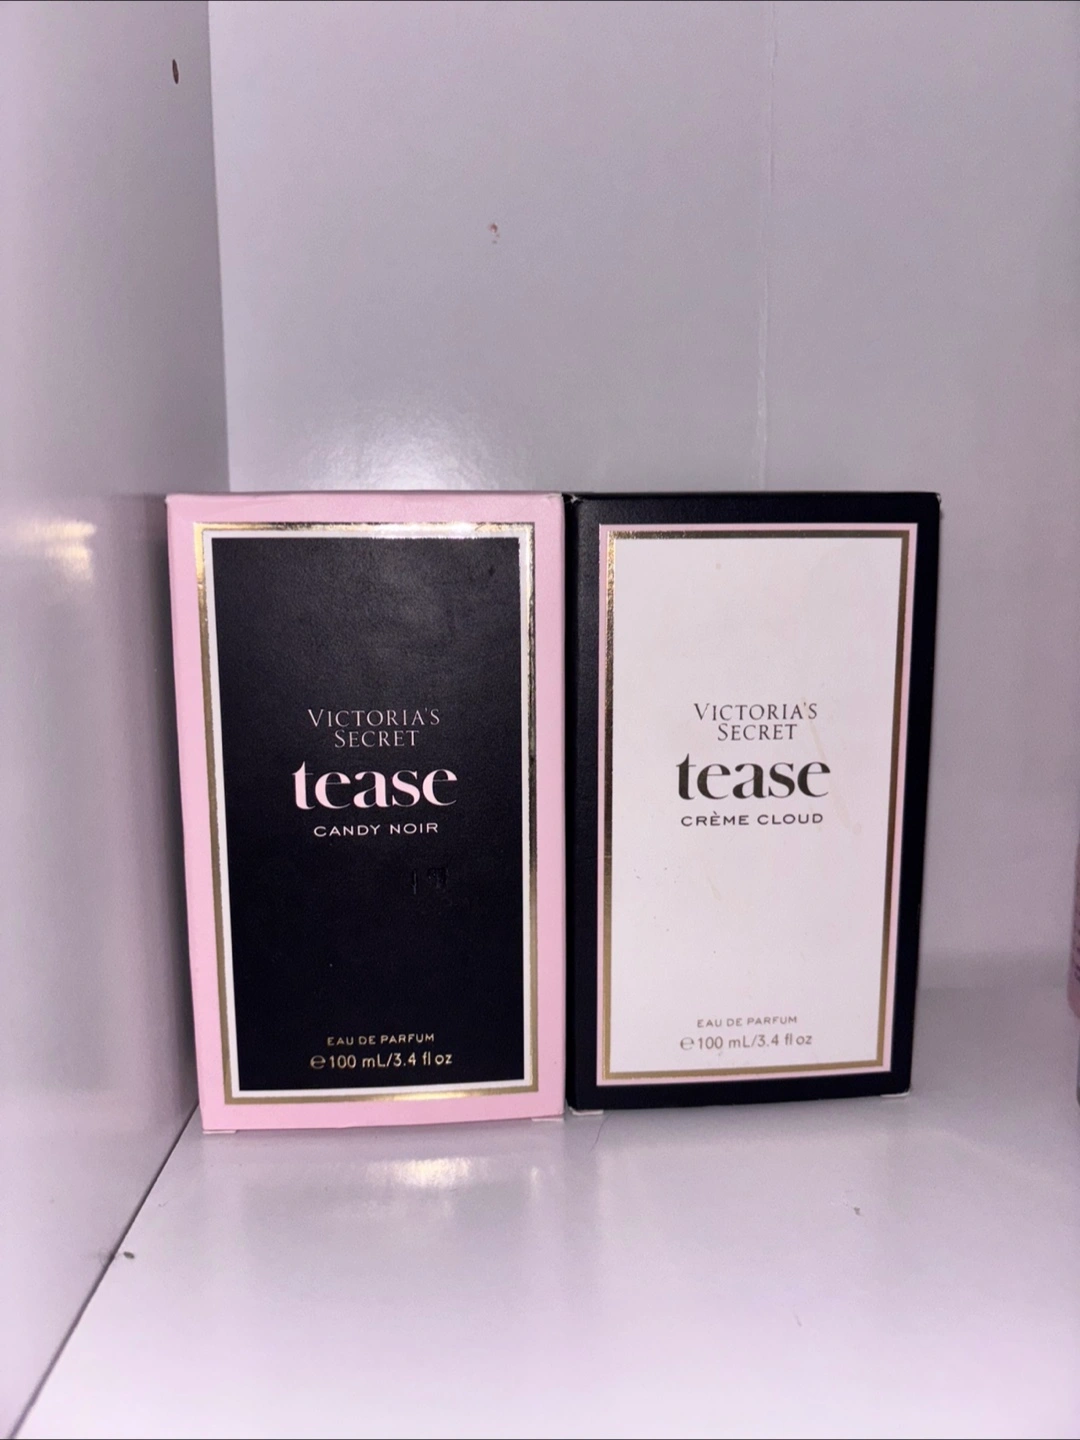 VICTORIA'S
SECRET
tease
CANDY NOIR
EAU DE PARFUM
℮100 mL/3.4 fl oz
VICTORIA'S
SECRET
tease
CRÈME CLOUD
EAU DE PARFUM
℮100 mL/3.4 fl oz